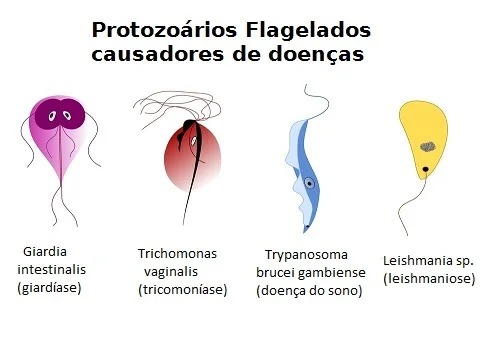 Protozoários Flagelados
causadores de doenças
Giardia
intestinalis
(giardíase)
Trichomonas
vaginalis
(tricomoníase)
Trypanosoma
brucei gambiense
(doença do sono)
Leishmania sp.
(leishmaniose)